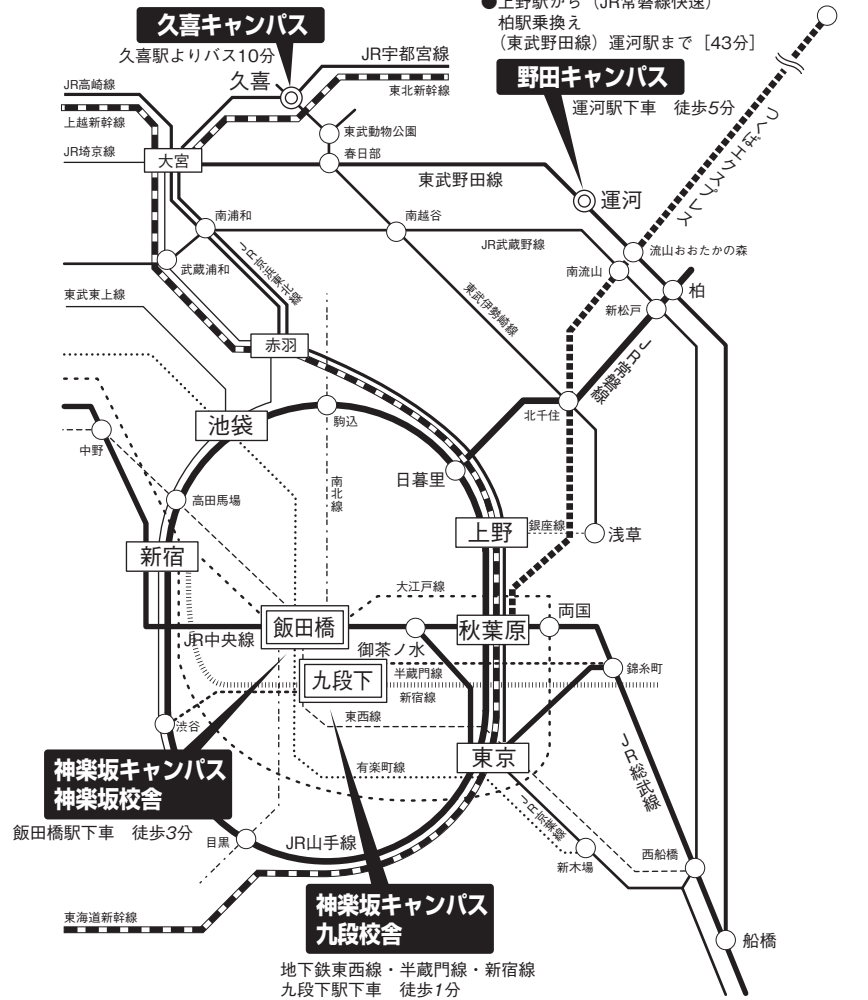 ●上野駅から（JR常磐線快速）
柏駅乗換え
（東武野田線）運河駅まで［43分］
久喜キャンパス
久喜駅よりバス10分
野田キャンパス
運河駅下車　徒歩5分
JR宇都宮線
東北新幹線
久喜
JR高崎線
上越新幹線
JR埼京線
大宮
東武動物公園
春日部
東武野田線
運河
つくばエクスプレス
南浦和
南越谷
JR武蔵野線
流山おおたかの森
南流山
武蔵浦和
JR京浜東北線
東武伊勢崎線
柏
新松戸
東武東上線
赤羽
JR常磐線
北千住
池袋
駒込
中野
日暮里
南北線
高田馬場
上野
銀座線
浅草
新宿
大江戸線
飯田橋
JR中央線
御茶ノ水
秋葉原
両国
九段下
半蔵門線
新宿線
錦糸町
東西線
渋谷
有楽町線
東京
JR総武線
神楽坂キャンパス
神楽坂校舎
飯田橋駅下車　徒歩3分
目黒
JR山手線
JR京葉線
新木場
西船橋
東海道新幹線
船橋
神楽坂キャンパス
九段校舎
地下鉄東西線・半蔵門線・新宿線
九段下駅下車　徒歩1分